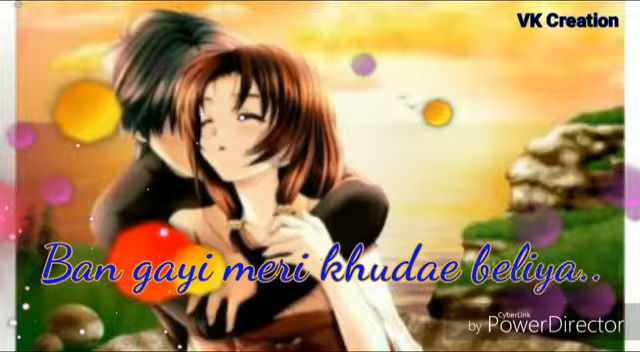 VK Creation
Ban gayi meri khudae beliya..
CyberLink
by PowerDirector